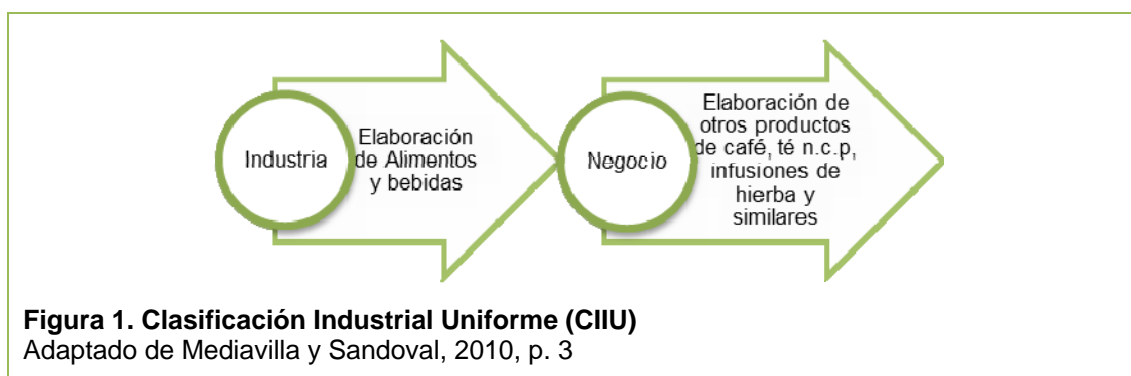 Industria
Elaboración
de Alimentos
y bebidas
Negocio
Elaboración de
otros productos
de café, té n.c.p,
infusiones de
hierba y
similares
Figura 1. Clasificación Industrial Uniforme (CIIU)
Adaptado de Mediavilla y Sandoval, 2010, p. 3